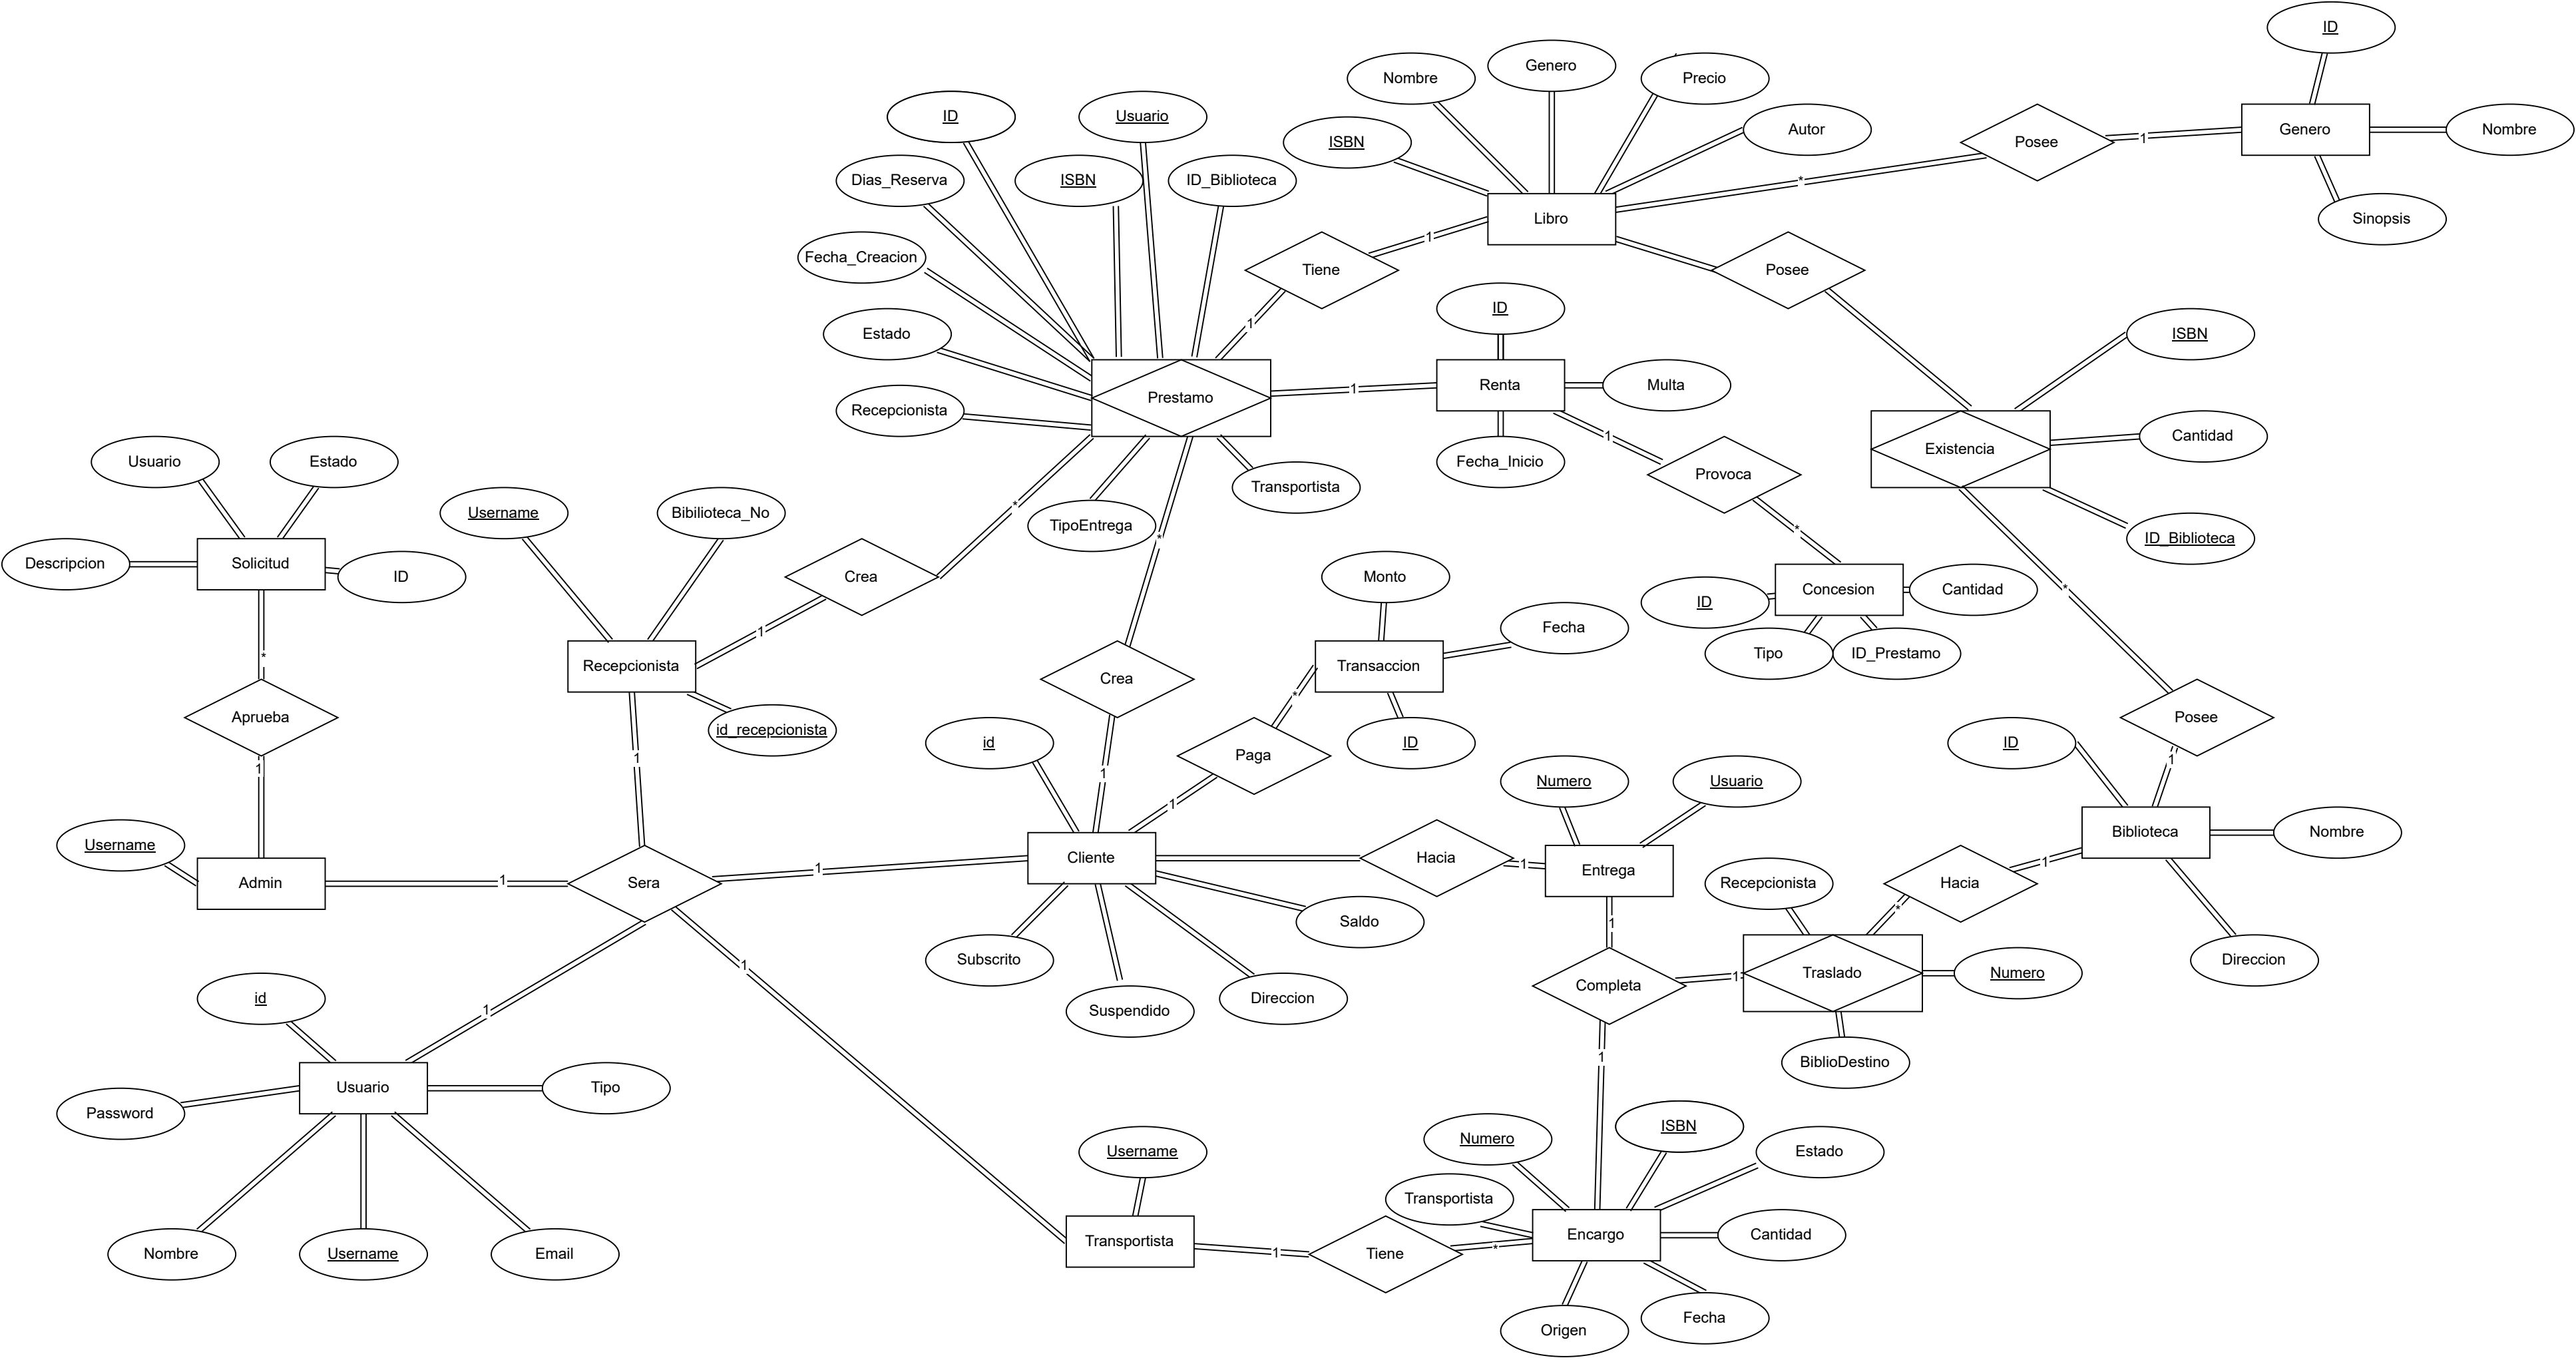 ID
Genero
Nombre
Precio
ID
Usuario
Autor
Nombre
Genero
Posee
1
ISBN
Dias_Reserva
ISBN
ID_Biblioteca
*
Libro
Sinopsis
1
Fecha_Creacion
Tiene
Posee
ID
1
Estado
ISBN
Renta
Multa
1
Prestamo
Recepcionista
1
Cantidad
Existencia
Usuario
Estado
Fecha_Inicio
Provoca
Transportista
*
Username
Bibilioteca_No
TipoEntrega
*
*
ID_Biblioteca
Descripcion
Solicitud
ID
Crea
Monto
ID
Concesion
Cantidad
*
1
Fecha
*
Recepcionista
Transaccion
Tipo
ID_Prestamo
Crea
*
Aprueba
id_recepcionista
Posee
id
Paga
ID
ID
1
1
1
1
Numero
Usuario
1
Biblioteca
Nombre
Username
Cliente
Hacia
1
Entrega
1
Admin
1
Sera
1
Recepcionista
Hacia
*
Saldo
1
Subscrito
1
Completa
1
Traslado
Numero
Direccion
id
Suspendido
Direccion
1
1
BiblioDestino
Password
Usuario
Tipo
Username
Numero
ISBN
Estado
Transportista
Transportista
1
Tiene
*
Encargo
Cantidad
Nombre
Username
Email
Origen
Fecha